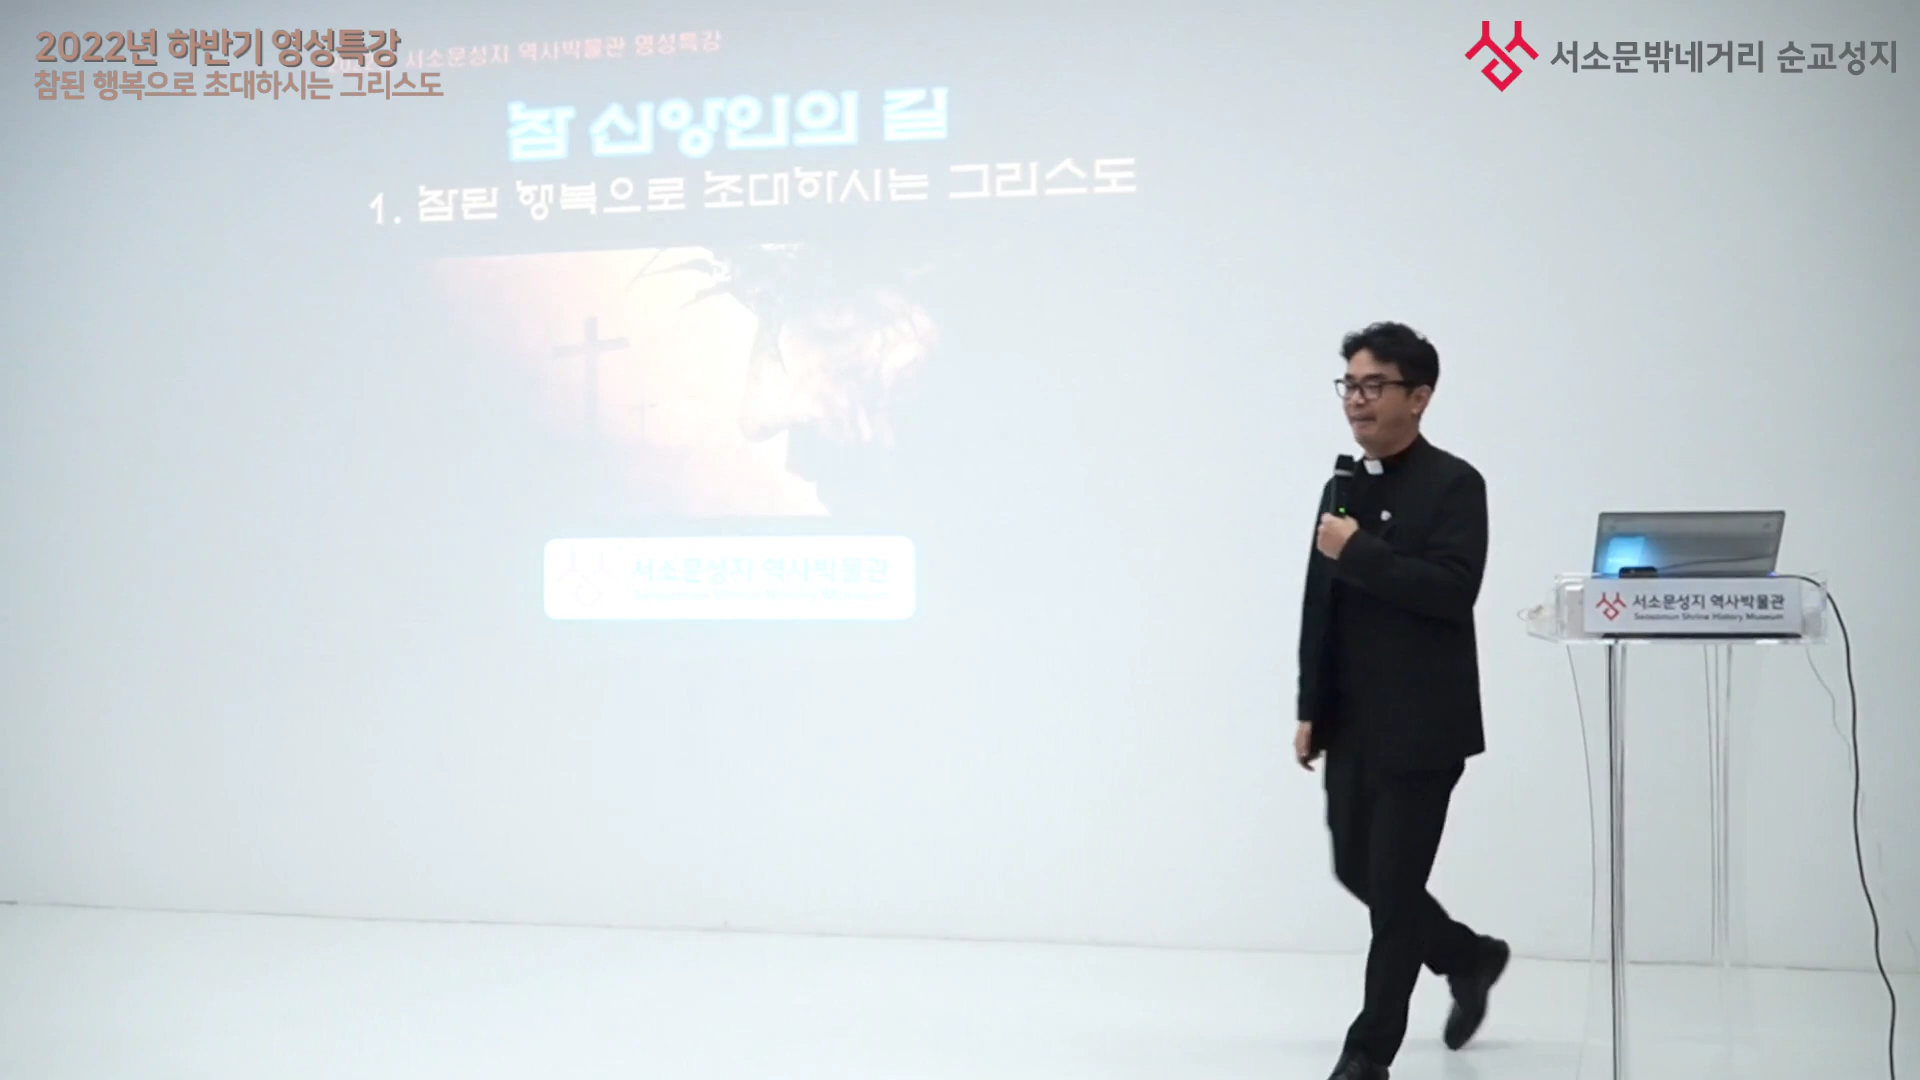 2022년 하반기 영성특강
참된 행복으로 초대하시는 그리스도
서소문밖네거리 순교성지
서소문성지 역사박물관 영성특강
참 신앙인의 길
1. 참된 행복으로 초대하시는 그리스도
서소문성지 역사박물관
서소문성지 역사박물관
Seosomun Shrine History Museum